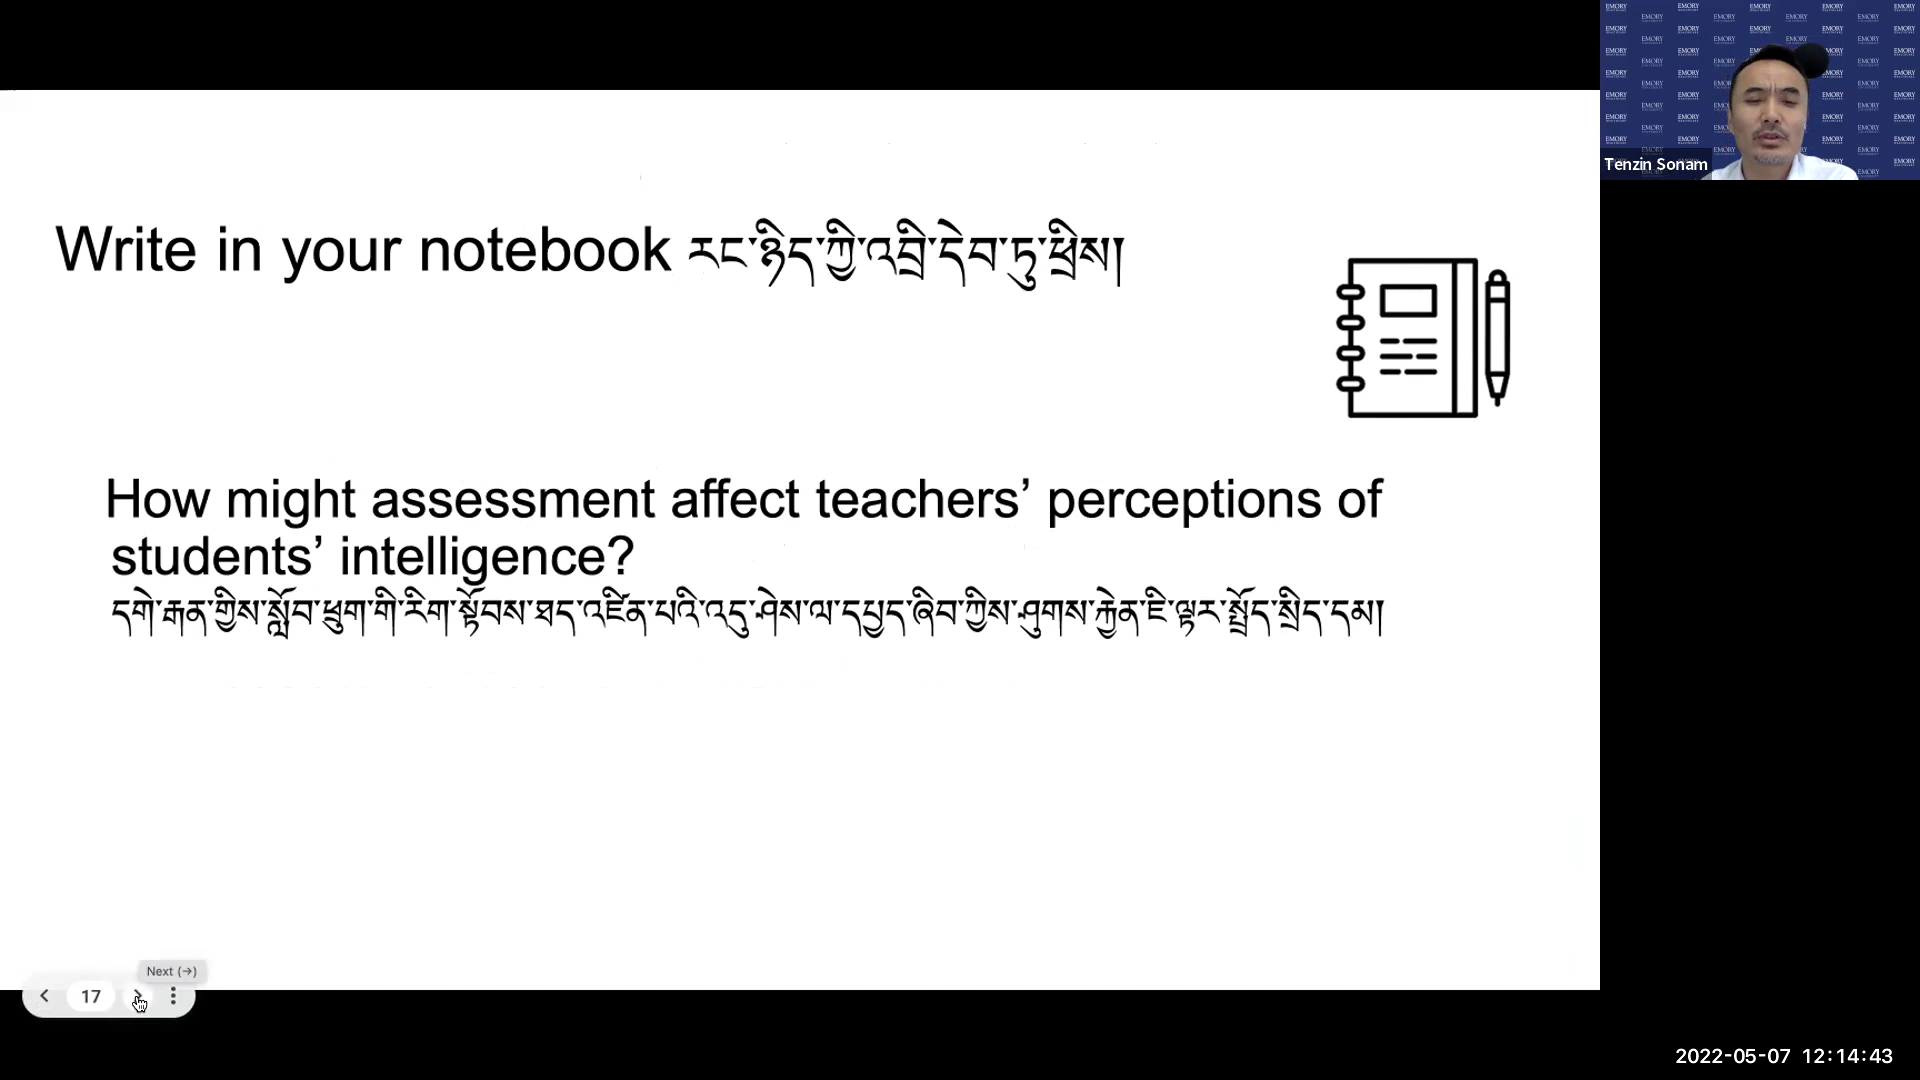 Write in your notebook རང་ཉིད་ཀྱི་འབྲི་དེབ་ཏུ་ཕྲིས།
How might assessment affect teachers’ perceptions of
students’ intelligence?
དགེ་རྒན་གྱིས་སློབ་ཕྲུག་གི་རིག་སྟོབས་ཐད་འཛིན་པའི་འདུ་ཤེས་ལ་དཔྱད་ཞིབ་ཀྱིས་ཤུགས་རྐྱེན་ཇི་ལྟར་སྤྲོད་སྲིད་དམ།
Tenzin Sonam
Next (→)
17
2022-05-07 12:14:43